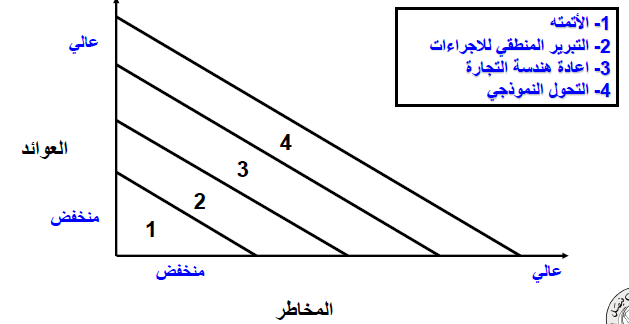 1- الأتمته
2- التبرير المنطقي للاجراءات
3- اعادة هندسة التجارة
4- التحول النموذجي
عالي
العوائد
منخفض
4
3
2
1
منخفض
عالي
المخاطر